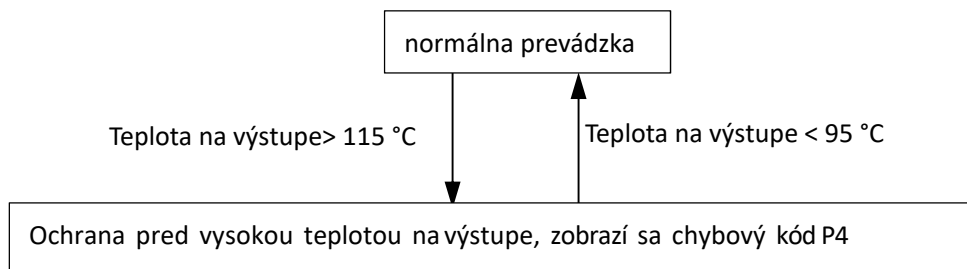 normálna prevádzka
Teplota na výstupe> 115 °C
Teplota na výstupe < 95 °C
Ochrana pred vysokou teplotou na výstupe, zobrazí sa chybový kód P4